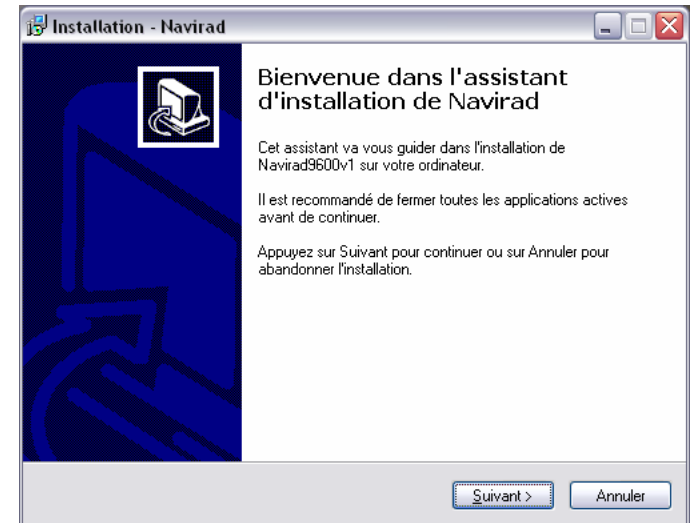 Installation - Navirad
Bienvenue dans l'assistant
d'installation de Navirad
Cet assistant va vous guider dans l'installation de
Navirad9600v1 sur votre ordinateur.
Il est recommandé de fermer toutes les applications actives
avant de continuer.
Appuyez sur Suivant pour continuer ou sur Annuler pour
abandonner l'installation.
Suivant >
Annuler